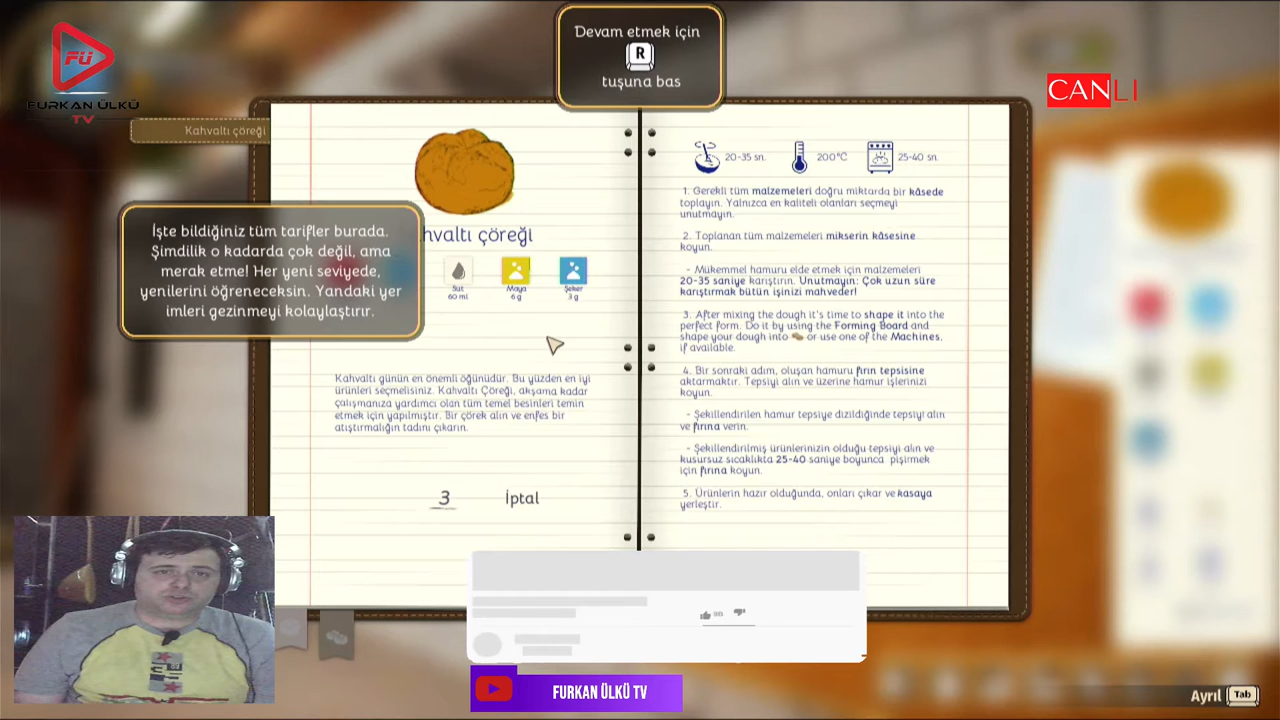 Devam etmek için
R
tuşuna bas
FU
FURKAN ÜLKÜ
TV
CANLI
Kahvaltı çöreği
İşte bildiğiniz tüm tarifler burada.
Şimdilik o kadarda çok değil, ama
merak etme! Her yeni seviyede,
yenilerini öğreneceksin. Yandaki yer
imleri gezinmeyi kolaylaştırır.
hvaltı çöreği
Süt
60 ml
Maya
6 g
Şeker
3 g
Kahvaltı günün en önemli öğünüdür. Bu yüzden en iyi
ürünleri seçmelisiniz. Kahvaltı Çöreği, akşama kadar
çalışmanıza yardımcı olan tüm temel besinleri temin
etmek için yapılmıştır. Bir çörek alın ve enfes bir
atıştırmalığın tadını çıkarın.
3 İptal
20-35 sn. 200°C 25-40 sn.
1. Gerekli tüm malzemeleri doğru miktarda bir kâsede
toplayın. Yalnızca en kaliteli olanları seçmeyi
unutmayın.
2. Toplanan tüm malzemeleri mikserin kâsesine
koyun.
- Mükemmel hamuru elde etmek için malzemeleri
20-35 saniye karıştırın. Unutmayın: Çok uzun süre
karıştırmak bütün işinizi mahveder!
3. After mixing the dough it's time to shape it into the
perfect form. Do it by using the Forming Board and
shape your dough into or use one of the Machines,
if available.
4. Bir sonraki adım, oluşan hamuru fırın tepsisine
aktarmaktır. Tepsiyi alın ve üzerine hamur işlerinizi
koyun.
- Şekillendirilen hamur tepsiye dizildiğinde tepsiyi alın
ve fırına verin.
- Şekillendirilmiş ürünlerinizin olduğu tepsiyi alın ve
kusursuz sıcaklıkta 25-40 saniye boyunca pişirmek
için fırına koyun.
5. Ürünlerin hazır olduğunda, onları çıkar ve kasaya
yerleştir.
FURKAN ÜLKÜ TV
Ayrıl Tab